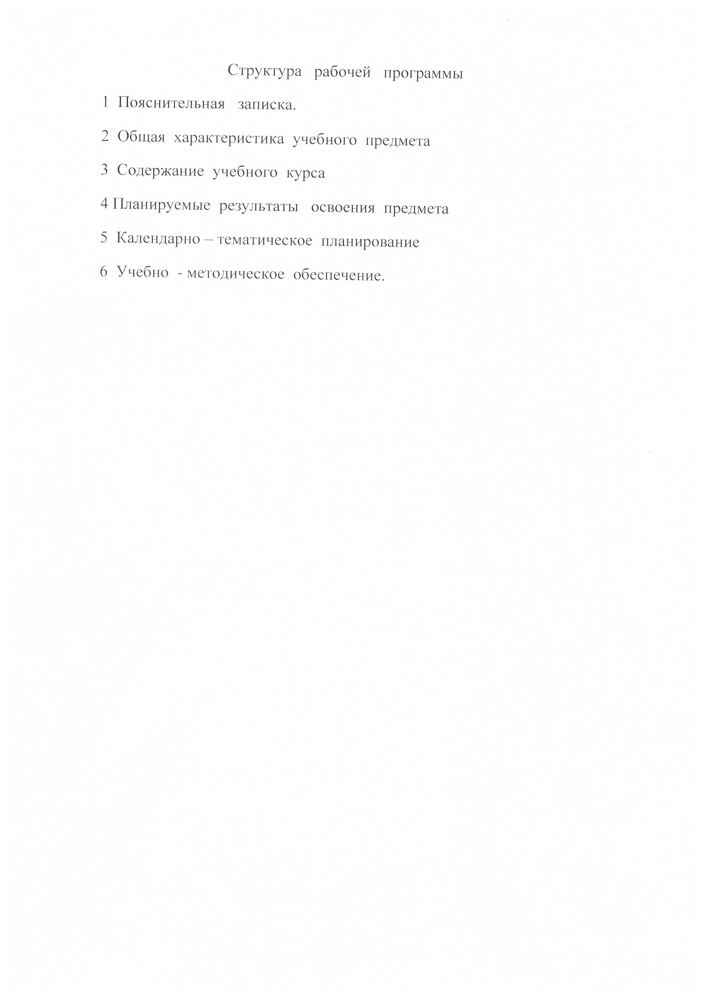 Структура рабочей программы
1 Пояснительная записка.
2 Общая характеристика учебного предмета
3 Содержание учебного курса
4 Планируемые результаты освоения предмета
5 Календарно – тематическое планирование
6 Учебно - методическое обеспечение.